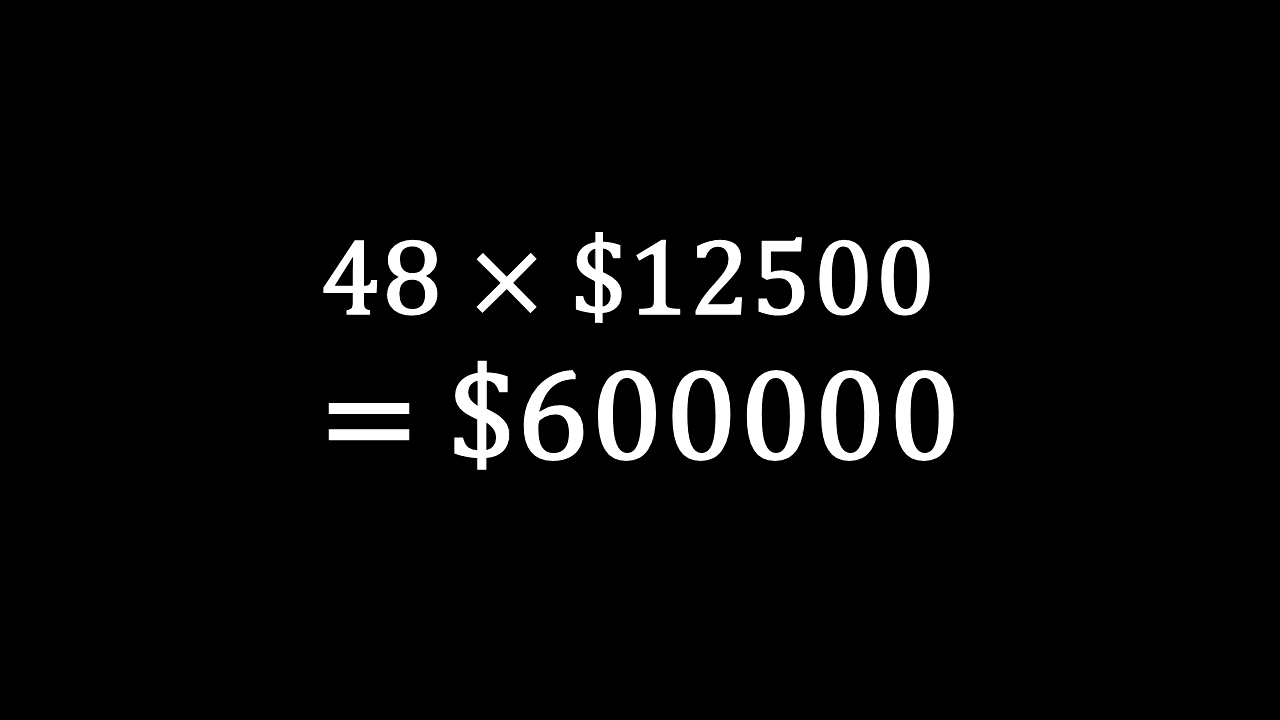 48 × $12500
= $600000